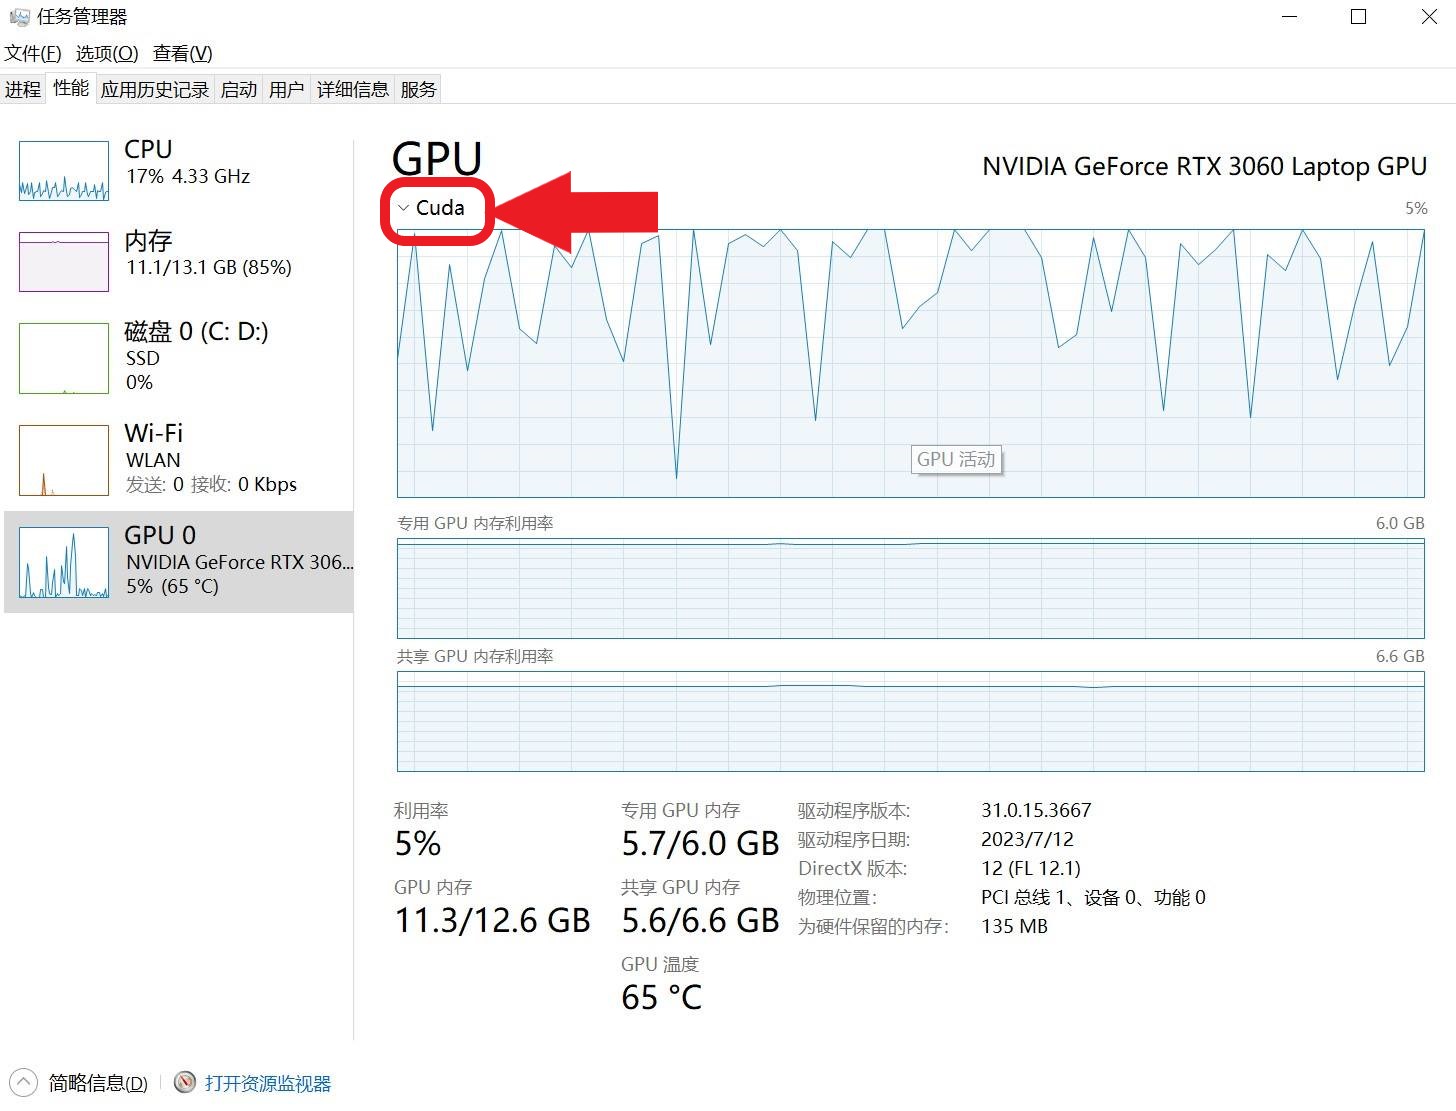 任务管理器
文件(F) 选项(O) 查看(V)
进程 性能 应用历史记录 启动 用户 详细信息 服务
CPU
17% 4.33 GHz
内存
11.1/13.1 GB (85%)
磁盘 0 (C: D:)
SSD
0%
Wi-Fi
WLAN
发送: 0 接收: 0 Kbps
GPU 0
NVIDIA GeForce RTX 306...
5% (65 °C)
GPU
NVIDIA GeForce RTX 3060 Laptop GPU
Cuda
5%
GPU 活动
专用 GPU 内存利用率
6.0 GB
共享 GPU 内存利用率
6.6 GB
利用率
5%
GPU 内存
11.3/12.6 GB
专用 GPU 内存
5.7/6.0 GB
共享 GPU 内存
5.6/6.6 GB
GPU 温度
65 °C
驱动程序版本: 31.0.15.3667
驱动程序日期: 2023/7/12
DirectX 版本: 12 (FL 12.1)
物理位置: PCI 总线 1、设备 0、功能 0
为硬件保留的内存: 135 MB
简略信息(D)
打开资源监视器